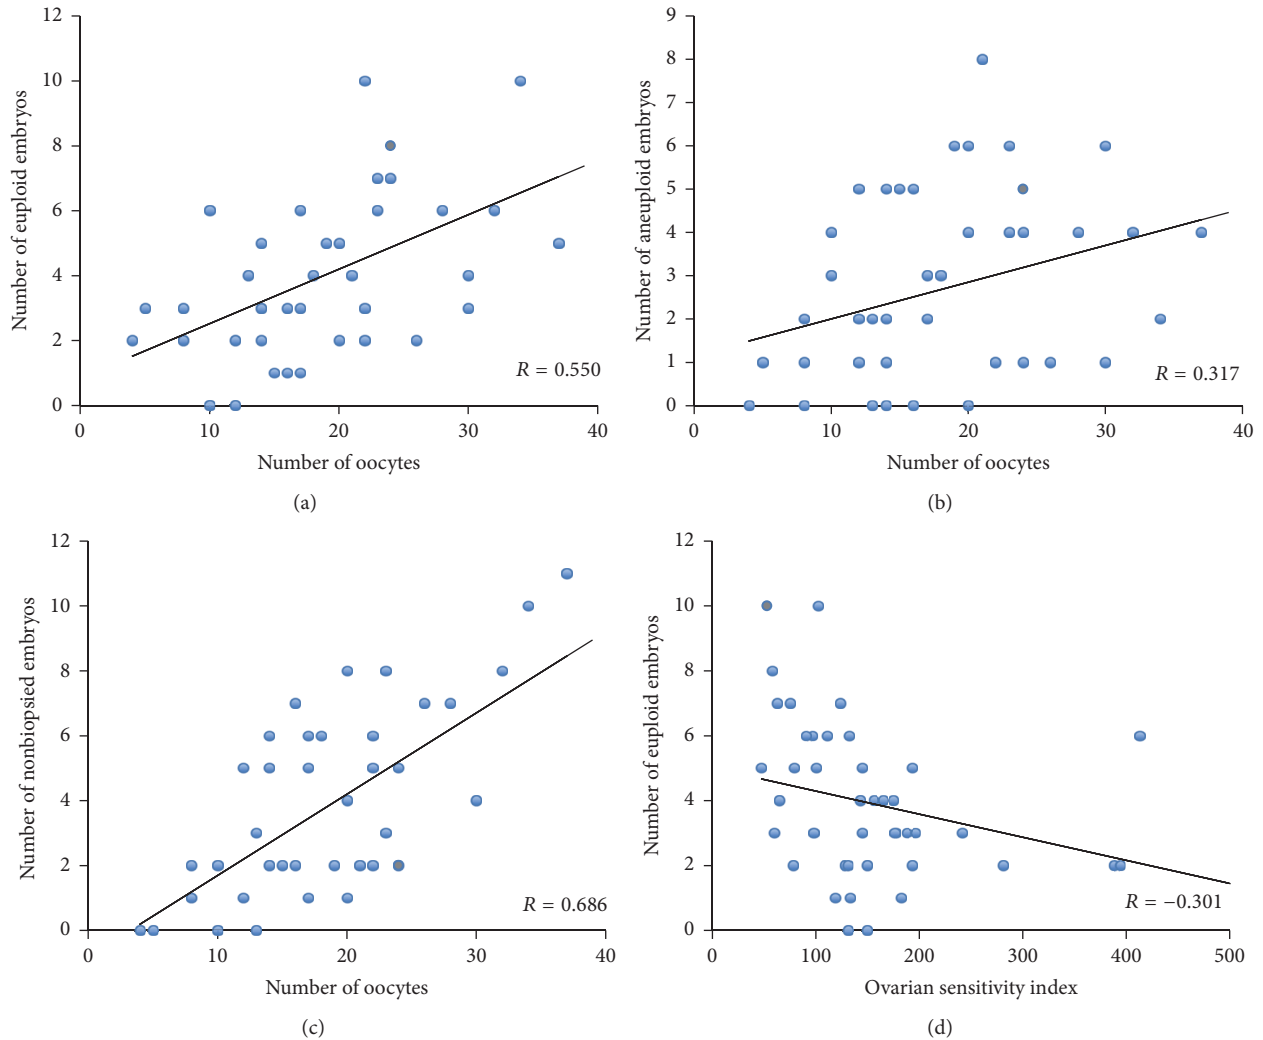 12
10
8
6
4
2
0
Number of euploid embryos
R = 0.550
0 10 20 30 40
Number of oocytes
(a)
9
8
7
6
5
4
3
2
1
0
Number of aneuploid embryos
R = 0.317
0 10 20 30 40
Number of oocytes
(b)
12
10
8
6
4
2
0
Number of nonbiopsied embryos
R = 0.686
0 10 20 30 40
Number of oocytes
(c)
12
10
8
6
4
2
0
Number of euploid embryos
R = −0.301
0 100 200 300 400 500
Ovarian sensitivity index
(d)